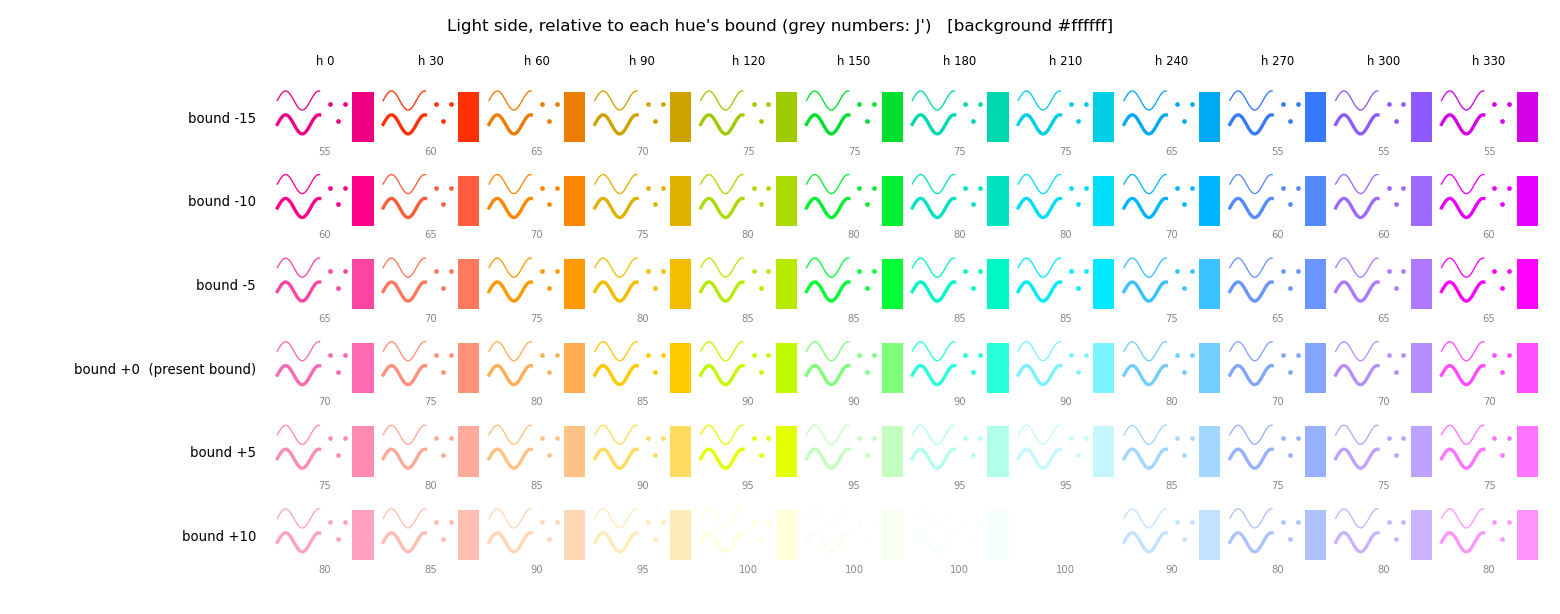 Light side, relative to each hue's bound (grey numbers: J')   [background #ffffff]
h 0 h 30 h 60 h 90 h 120 h 150 h 180 h 210 h 240 h 270 h 300 h 330
bound -15
55 60 65 70 75 75 75 75 65 55 55 55
bound -10
60 65 70 75 80 80 80 80 70 60 60 60
bound -5
65 70 75 80 85 85 85 85 75 65 65 65
bound +0  (present bound)
70 75 80 85 90 90 90 90 80 70 70 70
bound +5
75 80 85 90 95 95 95 95 85 75 75 75
bound +10
80 85 90 95 100 100 100 100 90 80 80 80